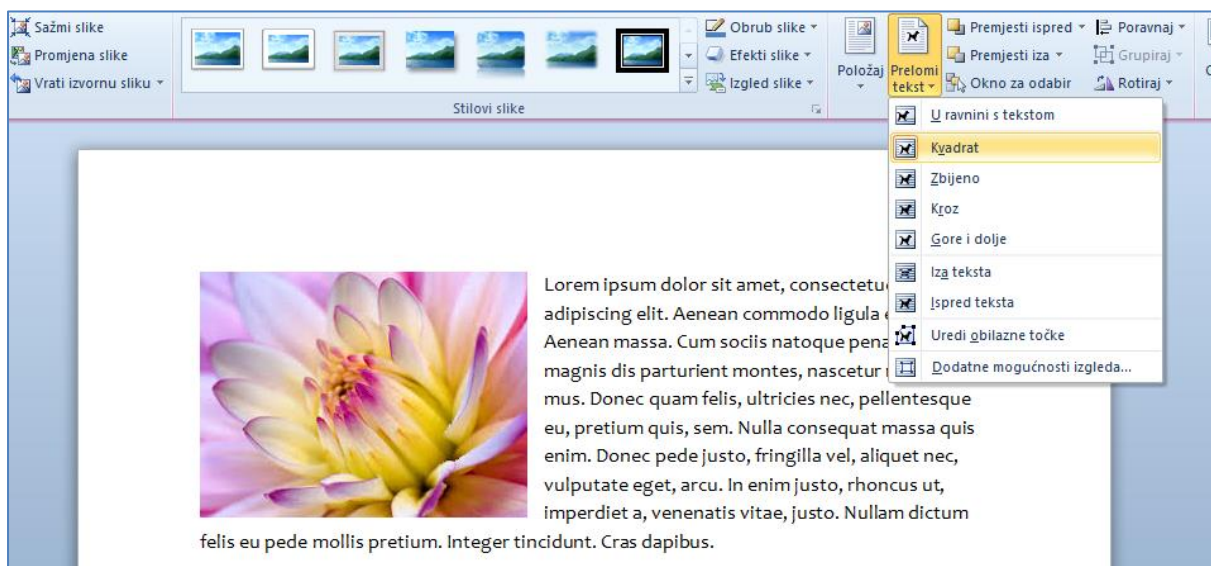 Sažmi slike
Promjena slike
Vrati izvornu sliku
Stilovi slike
Obrub slike
Efekti slike
Izgled slike
Položaj
Prelomi
tekst
Premjesti ispred
Premjesti iza
Okno za odabir
Poravnaj
Grupiraj
Rotiraj
U ravnini s tekstom
Kvadrat
Zbijeno
Kroz
Gore i dolje
Iza teksta
Ispred teksta
Uredi obilazne točke
Dodatne mogućnosti izgleda...
Lorem ipsum dolor sit amet,
adipiscing elit. Aenean commodo ligula
Aenean massa. Cum sociis natoque
magnis dis parturient montes, nascetur
mus. Donec quam felis, ultricies nec, pellentesque
eu, pretium quis, sem. Nulla consequat massa quis
enim. Donec pede justo, fringilla vel, aliquet nec,
vulputate eget, arcu. In enim justo, rhoncus ut,
imperdiet a, venenatis vitae, justo. Nullam dictum
felis eu pede mollis pretium. Integer tincidunt. Cras dapibus.